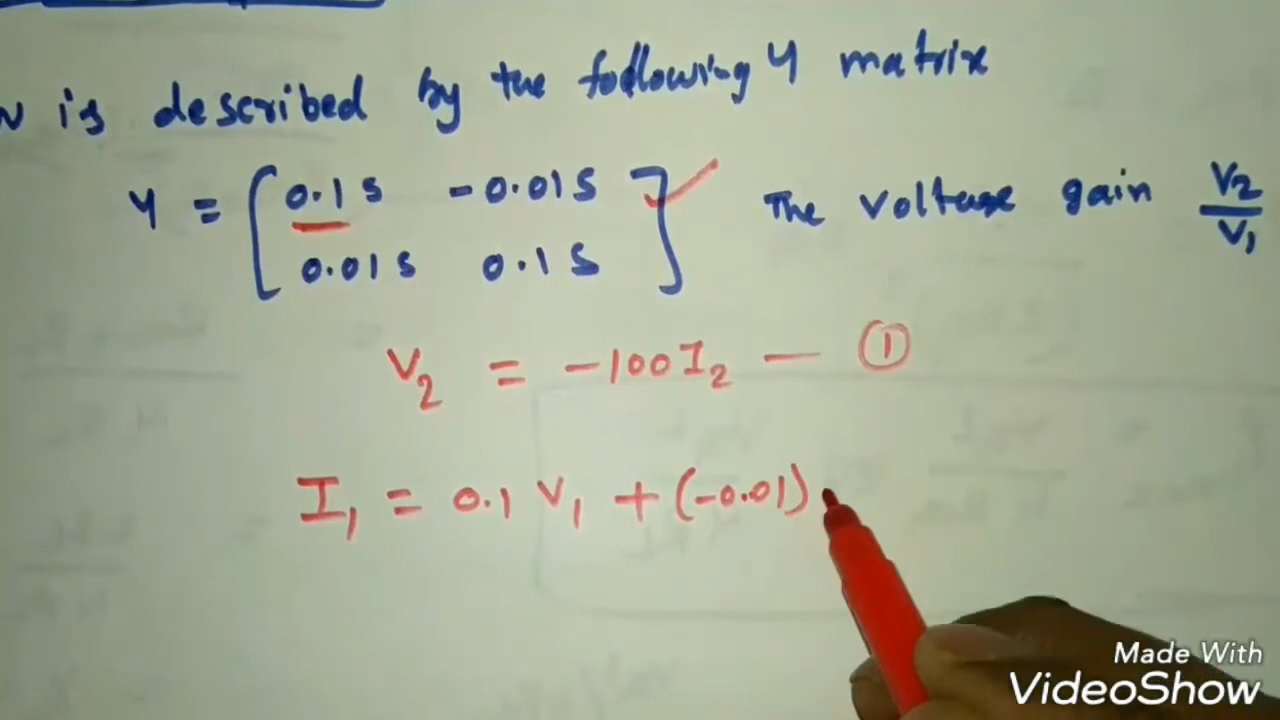 is described by the following Y matrix
Y = [ 0.1 S -0.01 S ] The voltage gain V2/V1
0.01 S 0.1 S
V2 = -100 I2 — ①
I1 = 0.1 V1 + (-0.01)
Made With
VideoShow